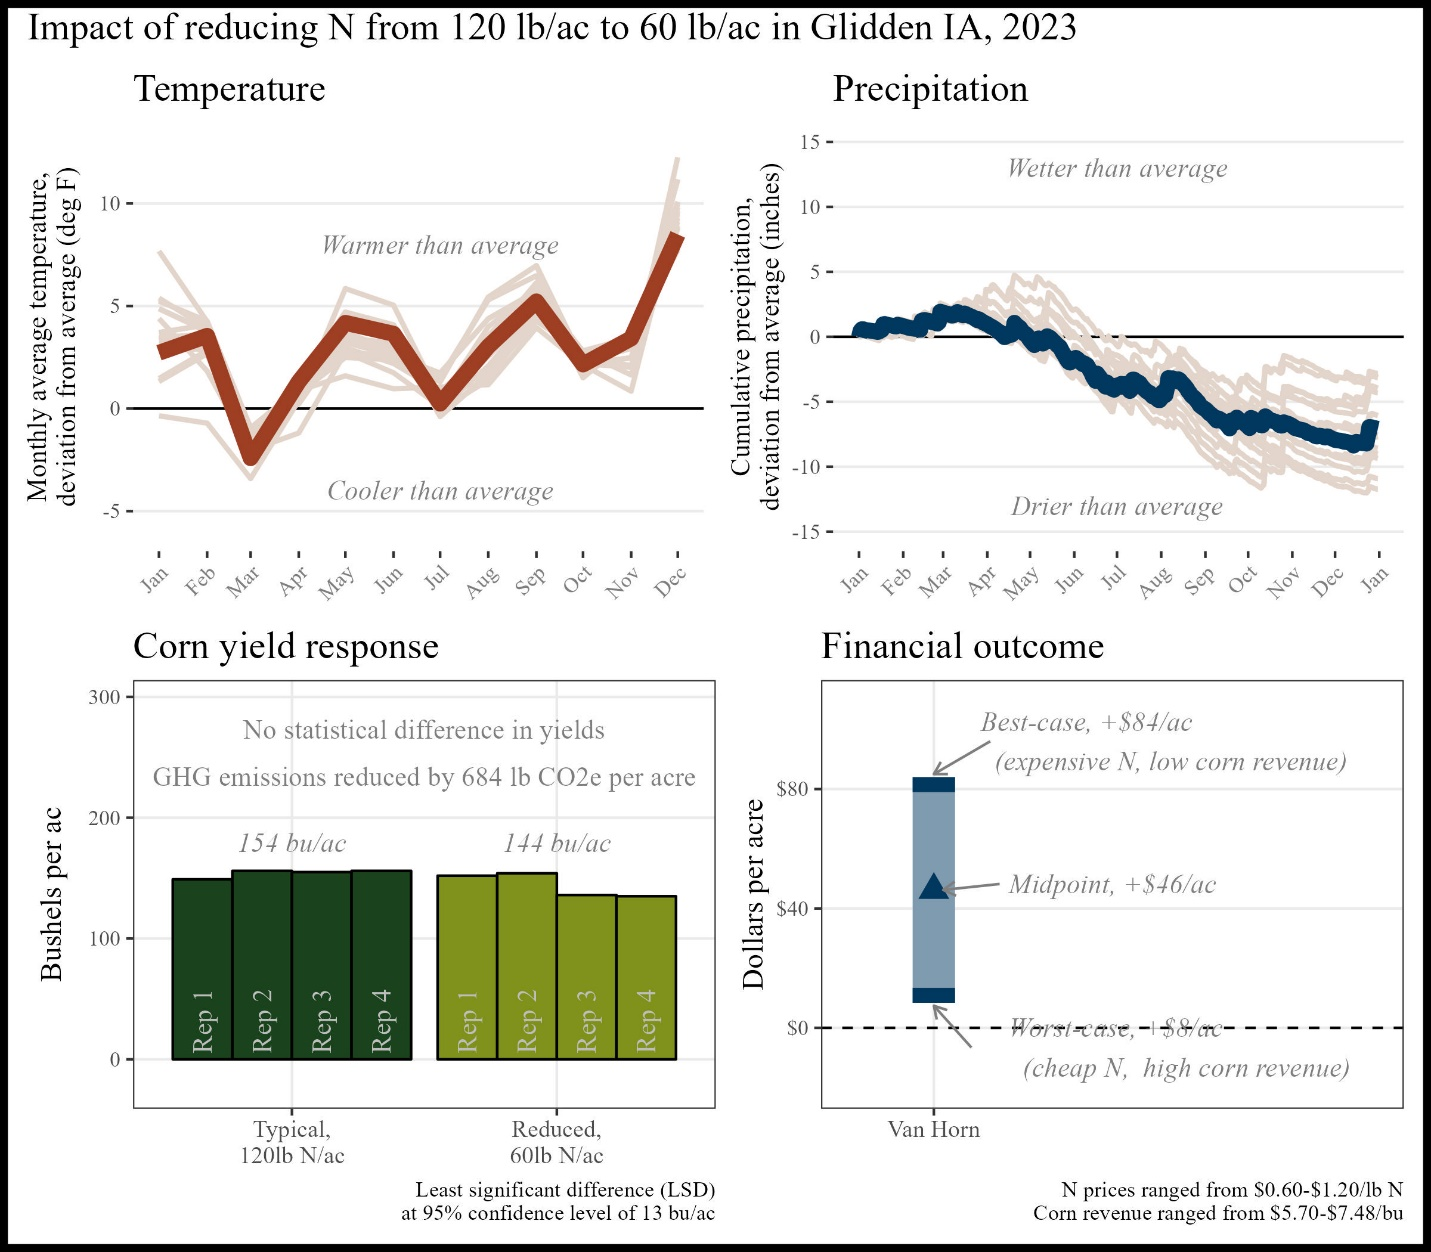 Impact of reducing N from 120 lb/ac to 60 lb/ac in Glidden IA, 2023
Temperature
Monthly average temperature,
deviation from average (deg F)
10
5
0
-5
Warmer than average
Cooler than average
Jan
Feb
Mar
Apr
May
Jun
Jul
Aug
Sep
Oct
Nov
Dec
Precipitation
Cumulative precipitation,
deviation from average (inches)
15
10
5
0
-5
-10
-15
Wetter than average
Drier than average
Jan
Feb
Mar
Apr
May
Jun
Jul
Aug
Sep
Oct
Nov
Dec
Jan
Corn yield response
Bushels per ac
300
200
100
0
No statistical difference in yields
GHG emissions reduced by 684 lb CO2e per acre
154 bu/ac
144 bu/ac
Rep 1
Rep 2
Rep 3
Rep 4
Rep 1
Rep 2
Rep 3
Rep 4
Typical,
120lb N/ac
Reduced,
60lb N/ac
Least significant difference (LSD)
at 95% confidence level of 13 bu/ac
Financial outcome
Dollars per acre
$80
$40
$0
Best-case, +$84/ac
(expensive N, low corn revenue)
Midpoint, +$46/ac
Worst-case, +$8/ac
(cheap N,  high corn revenue)
Van Horn
N prices ranged from $0.60-$1.20/lb N
Corn revenue ranged from $5.70-$7.48/bu